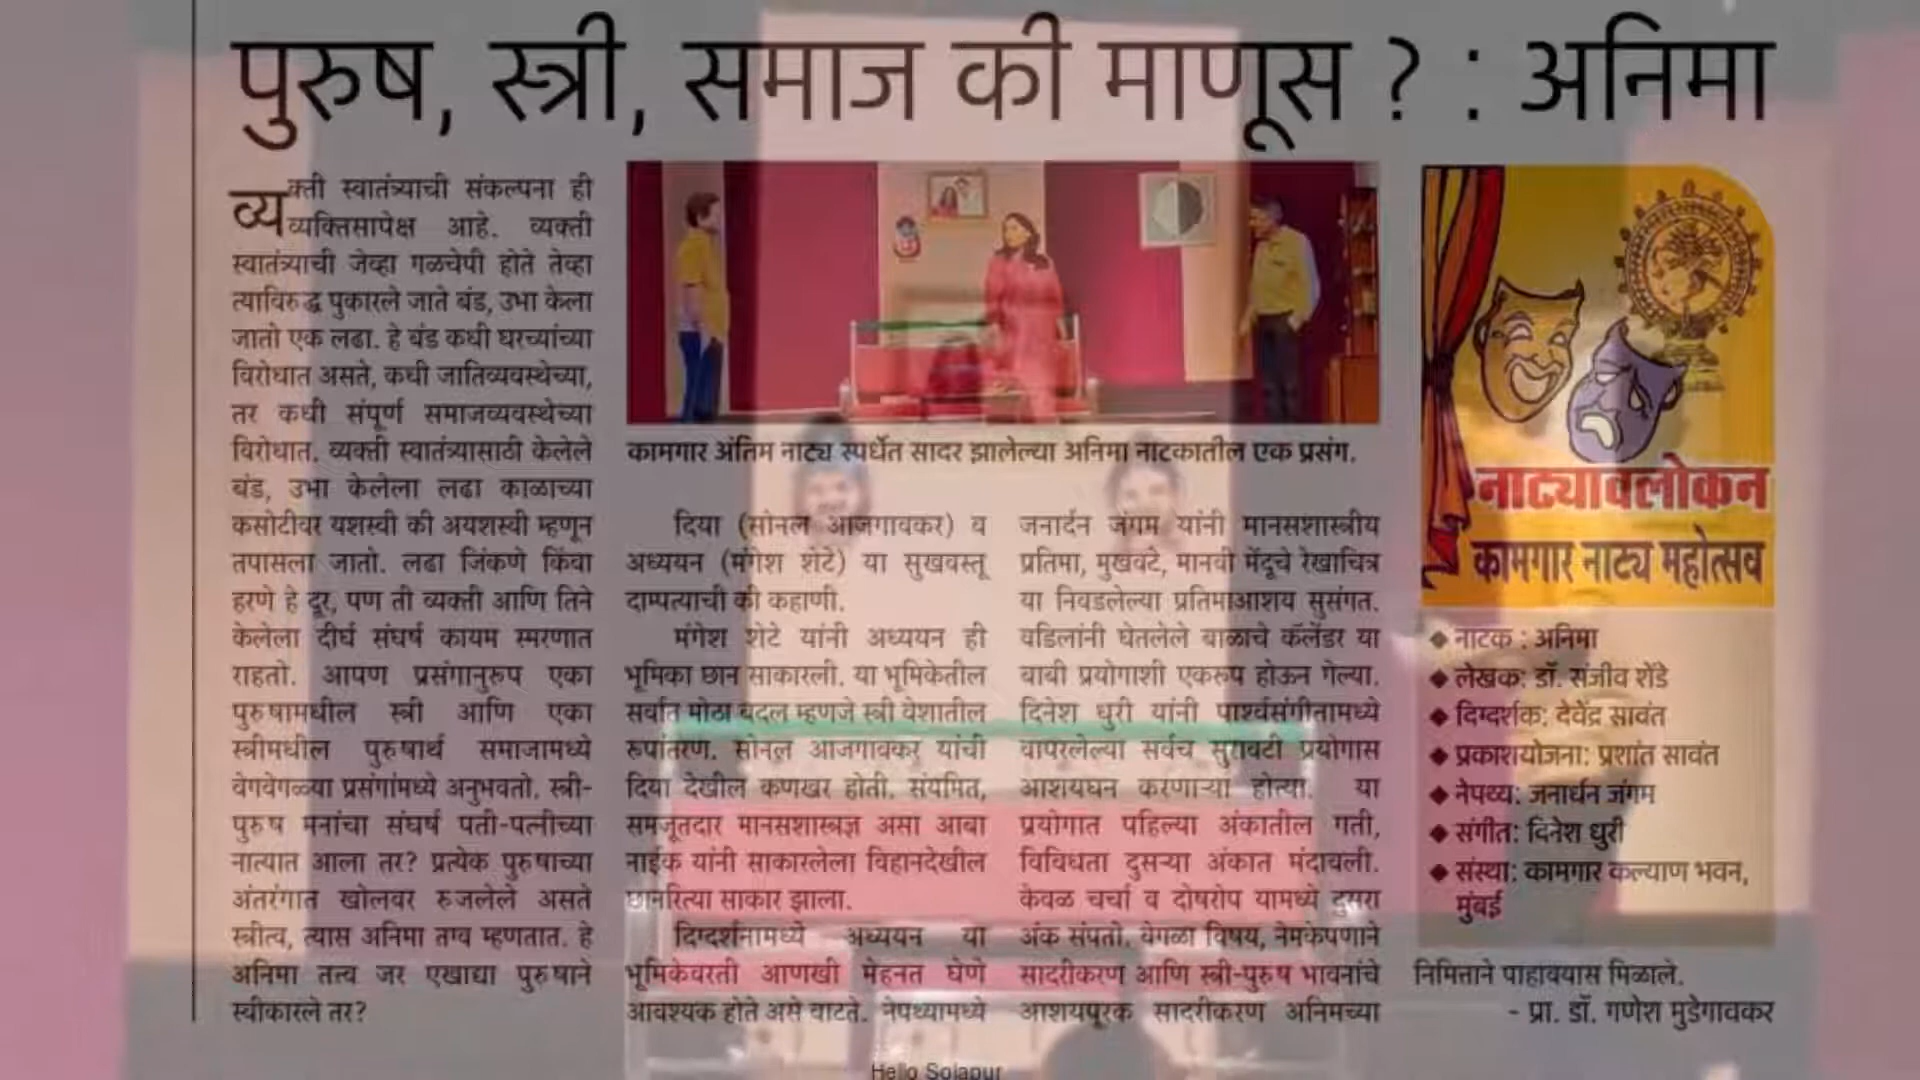 पुरुष, स्त्री, समाज की माणूस ? : अनिमा
व्यक्ती स्वातंत्र्याची संकल्पना ही
व्यक्तिसापेक्ष आहे. व्यक्ती
स्वातंत्र्याची जेव्हा गळचेपी होते तेव्हा
त्याविरुद्ध पुकारले जाते बंड, उभा केला
जातो एक लढा. हे बंड कधी घरच्यांच्या
विरोधात असते, कधी जातिव्यवस्थेच्या,
तर कधी संपूर्ण समाजव्यवस्थेच्या
विरोधात. व्यक्ती स्वातंत्र्यासाठी केलेले
बंड, उभा केलेला लढा काळाच्या
कसोटीवर यशस्वी की अयशस्वी म्हणून
तपासला जातो. लढा जिंकणे किंवा
हरणे हे दूर, पण ती व्यक्ती आणि तिने
केलेला दीर्घ संघर्ष कायम स्मरणात
राहतो. आपण प्रसंगानुरुप एका
पुरुषामधील स्त्री आणि एका
स्त्रीमधील पुरुषार्थ समाजामध्ये
वेगवेगळ्या प्रसंगांमध्ये अनुभवतो. स्त्री-
पुरुष मनांचा संघर्ष पती-पत्नीच्या
नात्यात आला तर? प्रत्येक पुरुषाच्या
अंतरंगात खोलवर रुजलेले असते
स्त्रीत्व, त्यास अनिमा तत्व म्हणतात. हे
अनिमा तत्व जर एखाद्या पुरुषाने
स्वीकारले तर?
कामगार अंतिम नाट्य स्पर्धेत सादर झालेल्या अनिमा नाटकातील एक प्रसंग.
दिया (सोनल आजगावकर) व
अध्ययन (मंगेश शेटे) या सुखवस्तू
दाम्पत्याची की कहाणी.
मंगेश शेटे यांनी अध्ययन ही
भूमिका छान साकारली. या भूमिकेतील
सर्वात मोठा बदल म्हणजे स्त्री वेशातील
रुपांतरण. सोनल आजगावकर यांची
दिया देखील कणखर होती. संयमित,
समजूतदार मानसशास्त्रज्ञ असा आबा
नाईक यांनी साकारलेला विहानदेखील
छानरित्या साकार झाला.
दिग्दर्शनामध्ये अध्ययन या
भूमिकेवरती आणखी मेहनत घेणे
आवश्यक होते असे वाटते. नेपथ्यामध्ये
जनार्दन जंगम यांनी मानसशास्त्रीय
प्रतिमा, मुखवटे, मानवी मेंदूचे रेखाचित्र
या निवडलेल्या प्रतिमाआशय सुसंगत.
वडिलांनी घेतलेले बाळाचे कॅलेंडर या
बाबी प्रयोगाशी एकरुप होऊन गेल्या.
दिनेश धुरी यांनी पार्श्वसंगीतामध्ये
वापरलेल्या सर्वच सुरावटी प्रयोगास
आशयघन करणाऱ्या होत्या. या
प्रयोगात पहिल्या अंकातील गती,
विविधता दुसऱ्या अंकात मंदावली.
केवळ चर्चा व दोषरोप यामध्ये दुसरा
अंक संपतो. वेगळा विषय, नेमकेपणाने
सादरीकरण आणि स्त्री-पुरुष भावनांचे
आशयपूरक सादरीकरण अनिमच्या
नाट्यावलोकन
कामगार नाट्य महोत्सव
◆ नाटक : अनिमा
◆ लेखक: डॉ. संजीव शेंडे
◆ दिग्दर्शक: देवेंद्र सावंत
◆ प्रकाशयोजना: प्रशांत सावंत
◆ नेपथ्य: जनार्धन जंगम
◆ संगीत: दिनेश धुरी
◆ संस्था: कामगार कल्याण भवन,
मुंबई
निमित्ताने पाहावयास मिळाले.
- प्रा. डॉ. गणेश मुडेगावकर
Hello Solapur